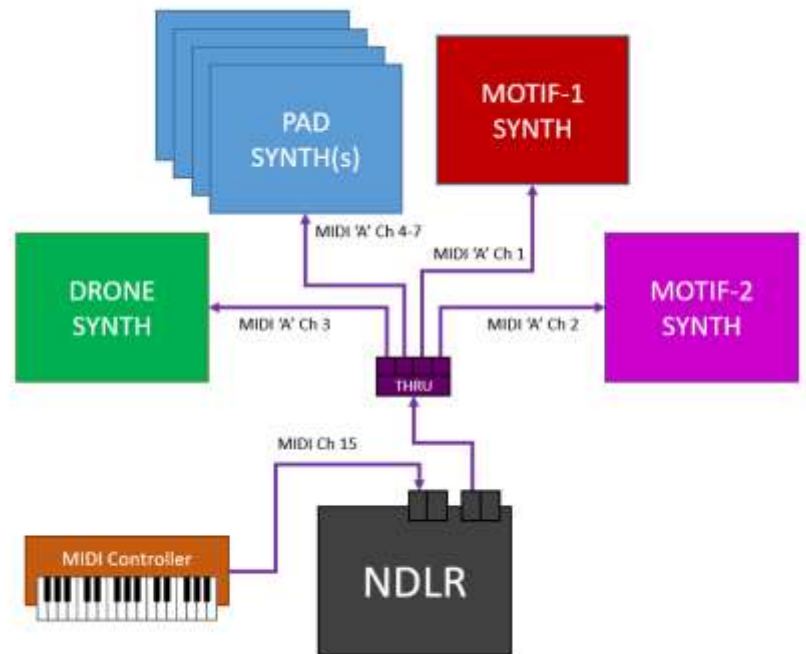 PAD
SYNTH(s)
MOTIF-1
SYNTH
MIDI 'A' Ch 4-7
MIDI 'A' Ch 1
DRONE
SYNTH
MOTIF-2
SYNTH
MIDI 'A' Ch 3
MIDI 'A' Ch 2
THRU
MIDI Ch 15
MIDI Controller
NDLR